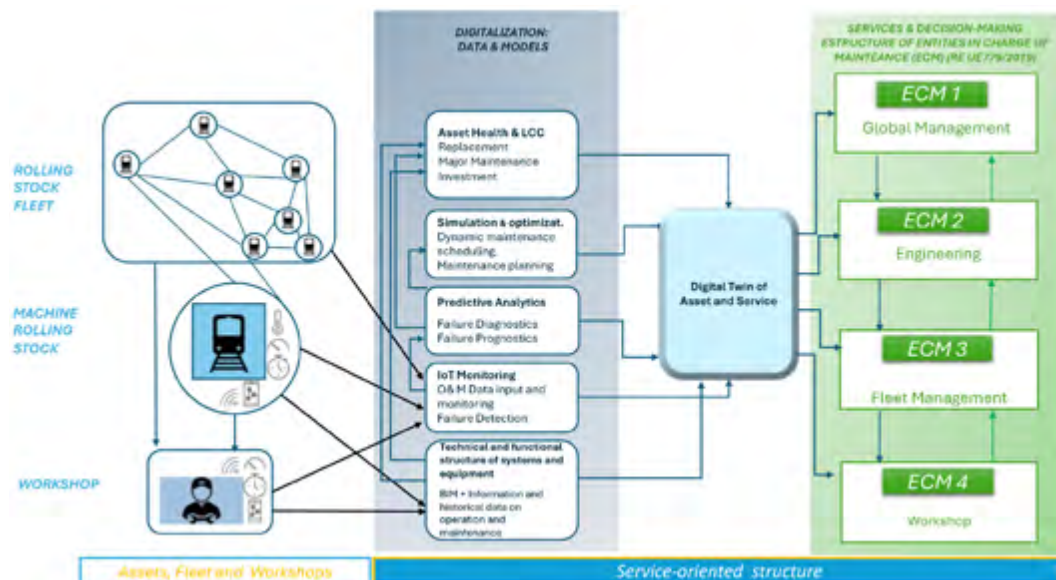 DIGITALIZATION:
DATA & MODELS
SERVICES & DECISION-MAKING
ESTRUCTURE OF ENTITIES IN CHARGE OF
MAINTEANCE (ECM) (RE UE779/2019)
ROLLING
STOCK
FLEET
MACHINE
ROLLING
STOCK
WORKSHOP
Asset Health & LCC
Replacement
Major Maintenance
Investment
Simulation & optimizat.
Dynamic maintenance
scheduling,
Maintenance planning
Predictive Analytics
Failure Diagnostics
Failure Prognostics
IoT Monitoring
O&M Data input and
monitoring
Failure Detection
Technical and functional
structure of systems and
equipment
BIM + Information and
historical data on
operation and
maintenance
Digital Twin of
Asset and Service
ECM 1
Global Management
ECM 2
Engineering
ECM 3
Fleet Management
ECM 4
Workshop
Assets, Fleet and Workshops
Service-oriented structure